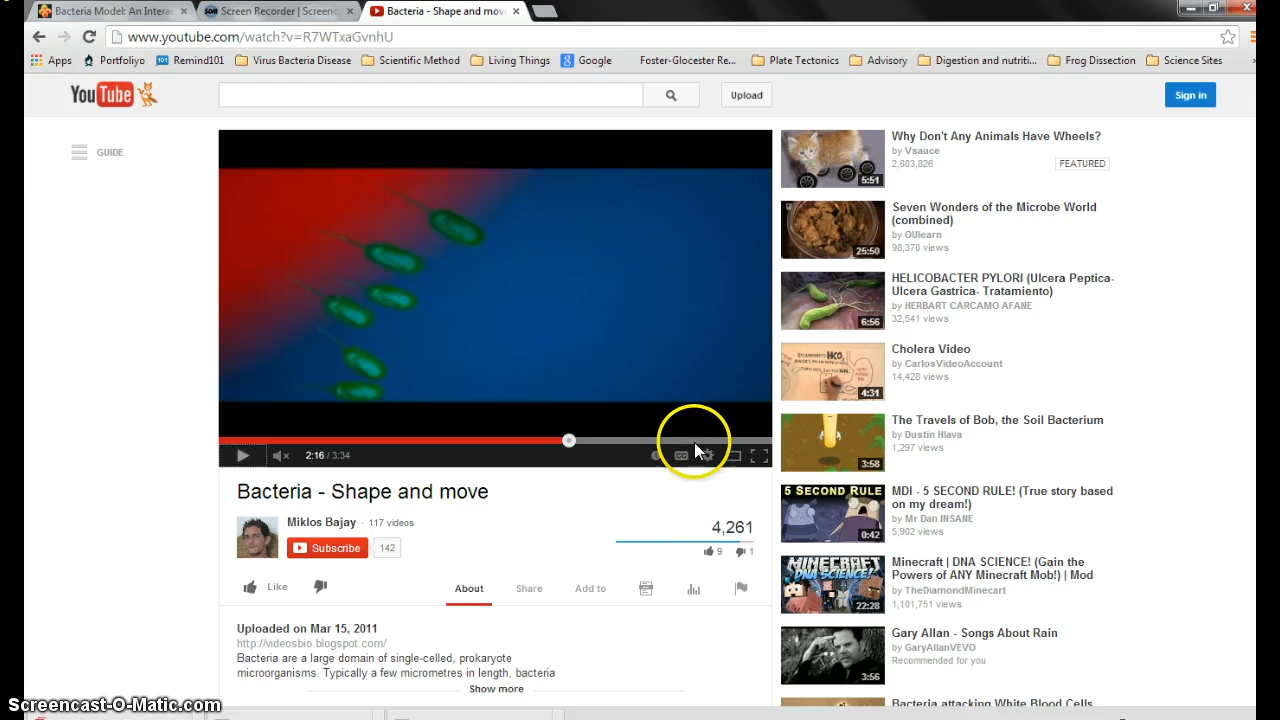 Bacteria Model: An Intera
Screen Recorder | Screenc
Bacteria - Shape and mov
www.youtube.com/watch?v=R7WTxaGvnhU
Apps Portfoliyo Remind101 Virus Bacteria Disease Scientific Method Living Things Google Foster-Glocester Re... Plate Tectonics Advisory Digestion and nutriti... Frog Dissection Science Sites
YouTube
Upload
Sign in
GUIDE
2:16 / 3:34
CC
Bacteria - Shape and move
Miklos Bajay · 117 videos
Subscribe 142
4,261
9 1
Like
About Share Add to
Uploaded on Mar 15, 2011
http://videosbio.blogspot.com/
Bacteria are a large domain of single-celled, prokaryote
microorganisms. Typically a few micrometres in length, bacteria
Show more
Why Don't Any Animals Have Wheels?
by Vsauce
2,603,826
FEATURED
5:51
Seven Wonders of the Microbe World
(combined)
by OUlearn
98,370 views
25:50
HELICOBACTER PYLORI (Ulcera Peptica-
Ulcera Gastrica- Tratamiento)
by HERBART CARCAMO AFANE
32,541 views
6:56
Cholera Video
by CarlosVideoAccount
14,428 views
4:31
The Travels of Bob, the Soil Bacterium
by Dustin Hlava
1,297 views
3:58
5 SECOND RULE
MDI - 5 SECOND RULE! (True story based
on my dream!)
by Mr Dan INSANE
5,902 views
0:42
MINECRAFT
DNA SCIENCE!
Minecraft | DNA SCIENCE! (Gain the
Powers of ANY Minecraft Mob!) | Mod
by TheDiamondMinecart
1,101,751 views
22:28
Gary Allan - Songs About Rain
by GaryAllanVEVO
Recommended for you
3:56
Bacteria attacking White Blood Cells
Screencast-O-Matic.com